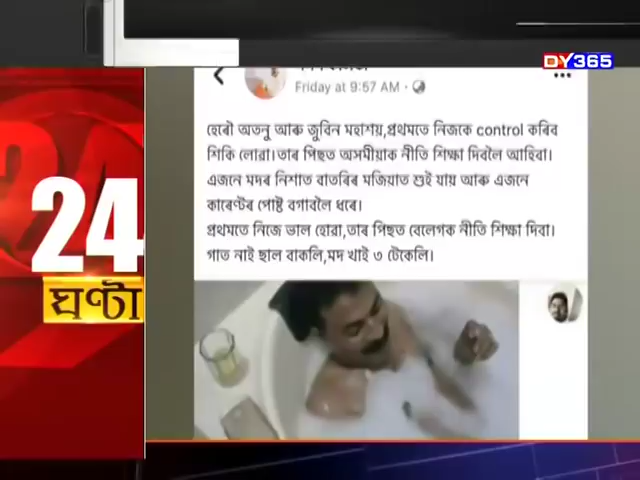 DY365
Friday at 9:57 AM ·
হেৰৌ অতনু আৰু জুবিন মহাশয়,প্ৰথমতে নিজকে control কৰিব
শিকি লোৱা।তাৰ পিছত অসমীয়াক নীতি শিক্ষা দিবলৈ আহিবা।
এজনে মদৰ নিশাত বাতৰিৰ মজিয়াত শুই যায় আৰু এজনে
কাৰেণ্টৰ পোষ্ট বগাবলৈ ধৰে।
প্ৰথমতে নিজে ভাল হোৱা,তাৰ পিছত বেলেগক নীতি শিক্ষা দিবা।
গাত নাই ছাল বাকলি,মদ খাই ৩ টেকেলি।
24
ঘণ্টা